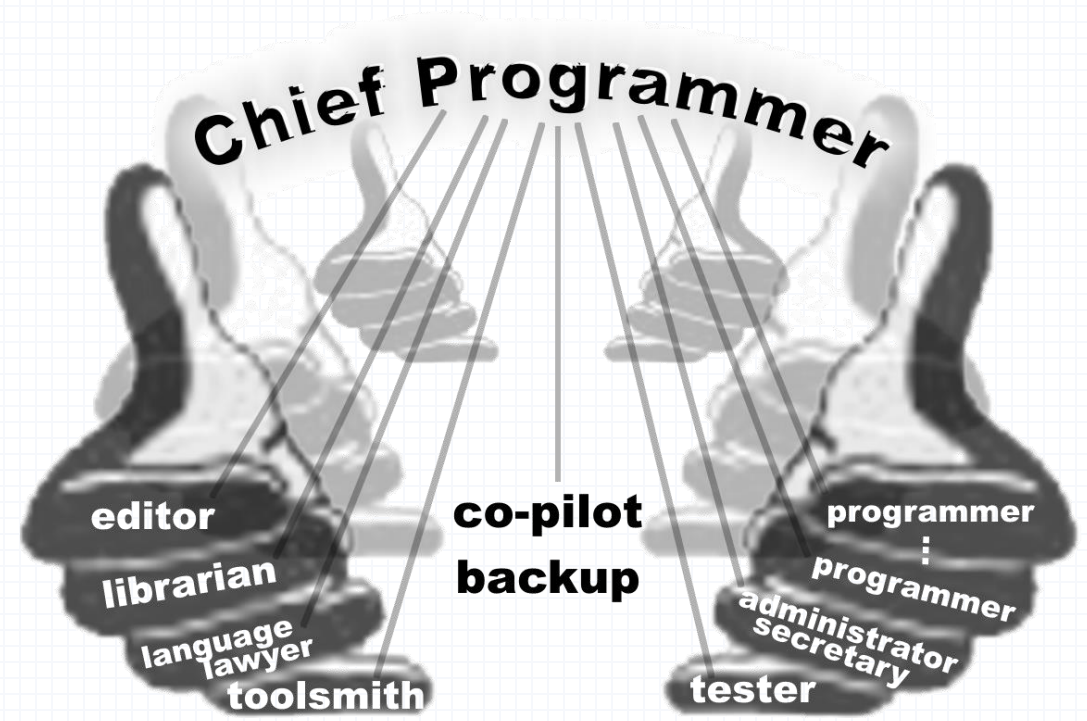 Chief Programmer
editor
librarian
language
lawyer
toolsmith
co-pilot
backup
programmer
⋮
programmer
administrator
secretary
tester